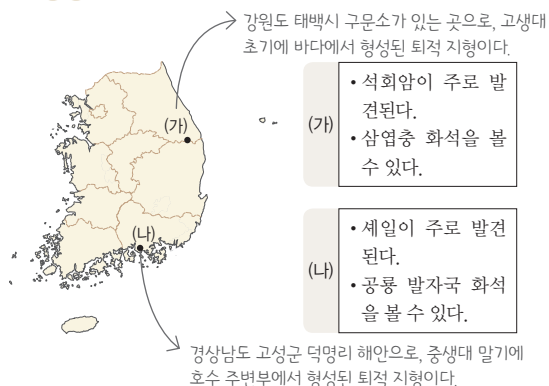 강원도 태백시 구문소가 있는 곳으로, 고생대
초기에 바다에서 형성된 퇴적 지형이다.
(가)
(나)
(가)
• 석회암이 주로 발
견된다.
• 삼엽충 화석을 볼
수 있다.
(나)
• 셰일이 주로 발견
된다.
• 공룡 발자국 화석
을 볼 수 있다.
경상남도 고성군 덕명리 해안으로, 중생대 말기에
호수 주변부에서 형성된 퇴적 지형이다.